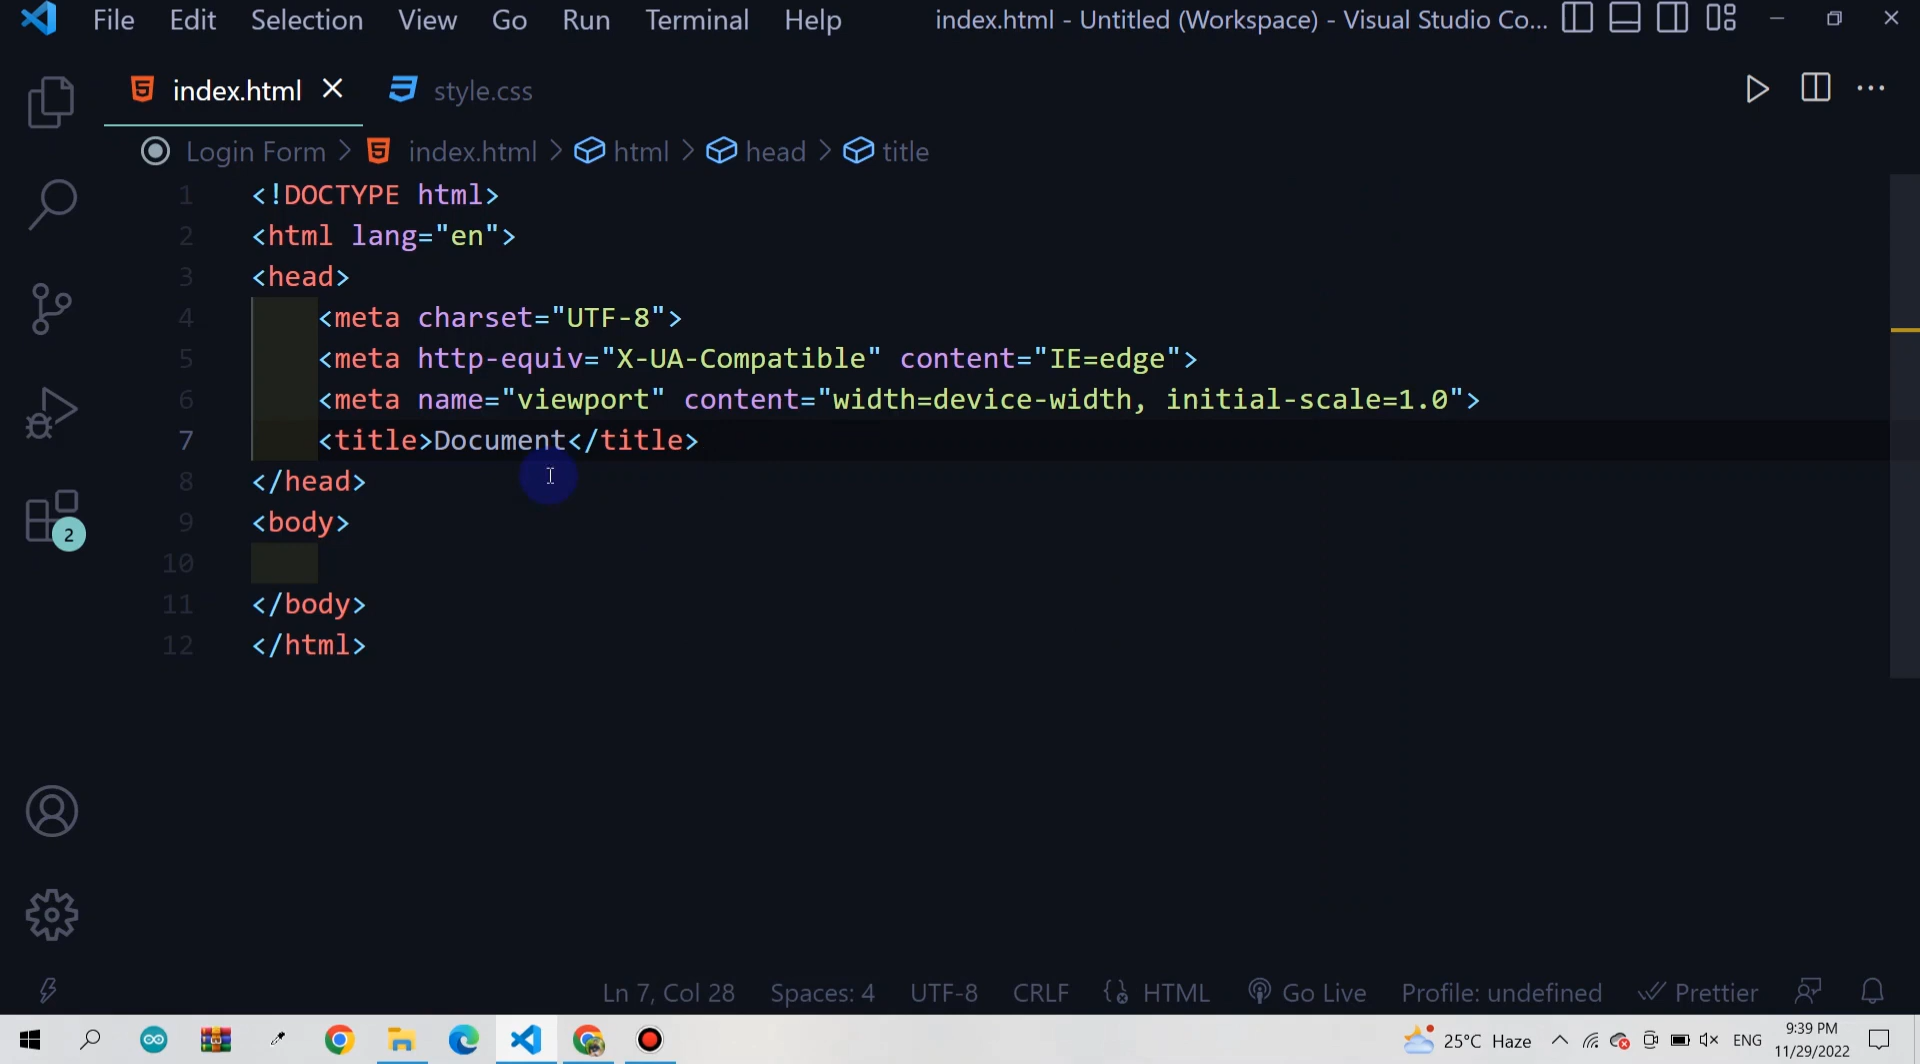 File Edit Selection View Go Run Terminal Help index.html - Untitled (Workspace) - Visual Studio Co...
index.html style.css
Login Form > index.html > html > head > title
1 <!DOCTYPE html>
2 <html lang="en">
3 <head>
4 <meta charset="UTF-8">
5 <meta http-equiv="X-UA-Compatible" content="IE=edge">
6 <meta name="viewport" content="width=device-width, initial-scale=1.0">
7 <title>Document</title>
8 </head>
9 <body>
10
11 </body>
12 </html>
2
Ln 7, Col 28 Spaces: 4 UTF-8 CRLF HTML Go Live Profile: undefined Prettier
25°C Haze ENG 9:39 PM
11/29/2022